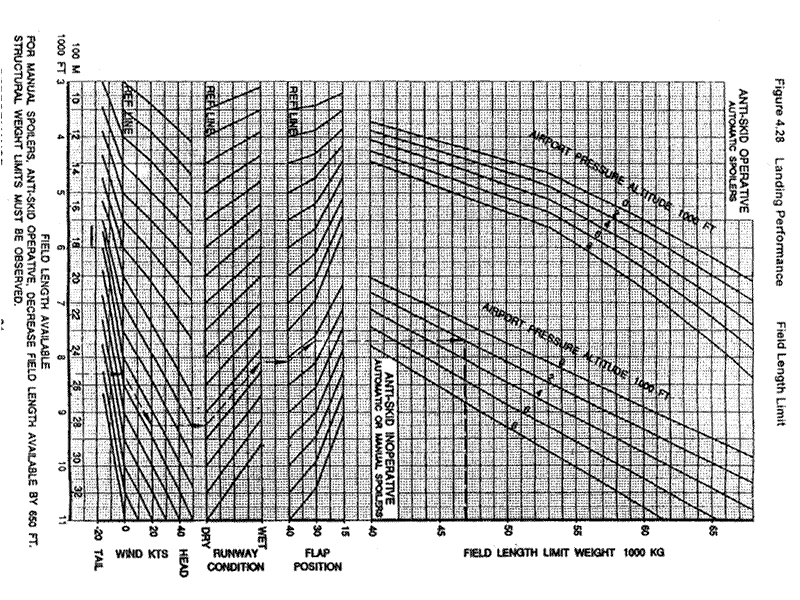 Figure 4.28 Landing Performance Field Length Limit
ANTI-SKID OPERATIVE
AUTOMATIC SPOILERS
AIRPORT PRESSURE ALTITUDE 1000 FT
0
2
4
6
8
AIRPORT PRESSURE ALTITUDE 1000 FT
0
2
4
6
8
ANTI-SKID INOPERATIVE
AUTOMATIC OR MANUAL SPOILERS
40 45 50 55 60 65
FIELD LENGTH LIMIT WEIGHT 1000 KG
REF LINE
40 30 15
FLAP
POSITION
REF LINE
DRY WET
RUNWAY
CONDITION
REF LINE
-20 0 20 40
TAIL WIND KTS HEAD
100 M
10 12 14 16 18 20 22 24 26 28 32
1000 FT
3 4 5 6 7 8 9 10 11
FIELD LENGTH AVAILABLE
FOR MANUAL SPOILERS, ANTI-SKID OPERATIVE, DECREASE FIELD LENGTH AVAILABLE BY 650 FT.
STRUCTURAL WEIGHT LIMITS MUST BE OBSERVED.